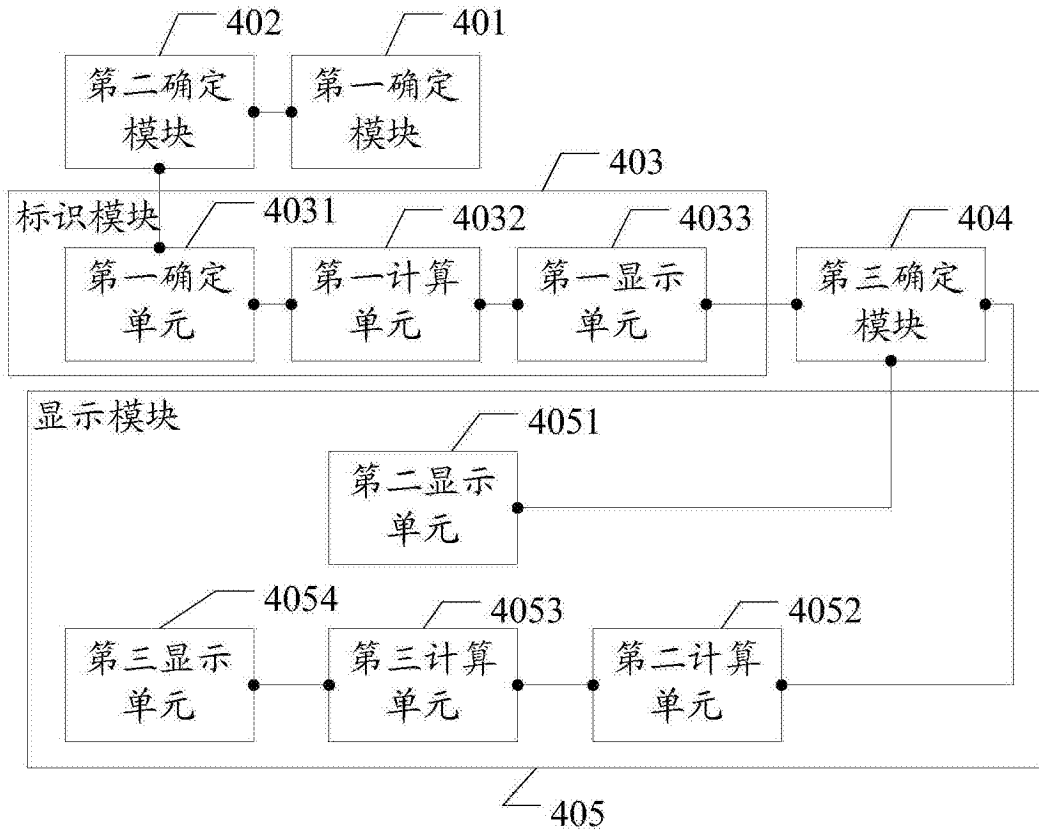 402
401
第二确定
模块
第一确定
模块
403
标识模块
4031
4032
4033
404
第一确定
单元
第一计算
单元
第一显示
单元
第三确定
模块
显示模块
4051
第二显示
单元
4054
4053
4052
第三显示
单元
第三计算
单元
第二计算
单元
405